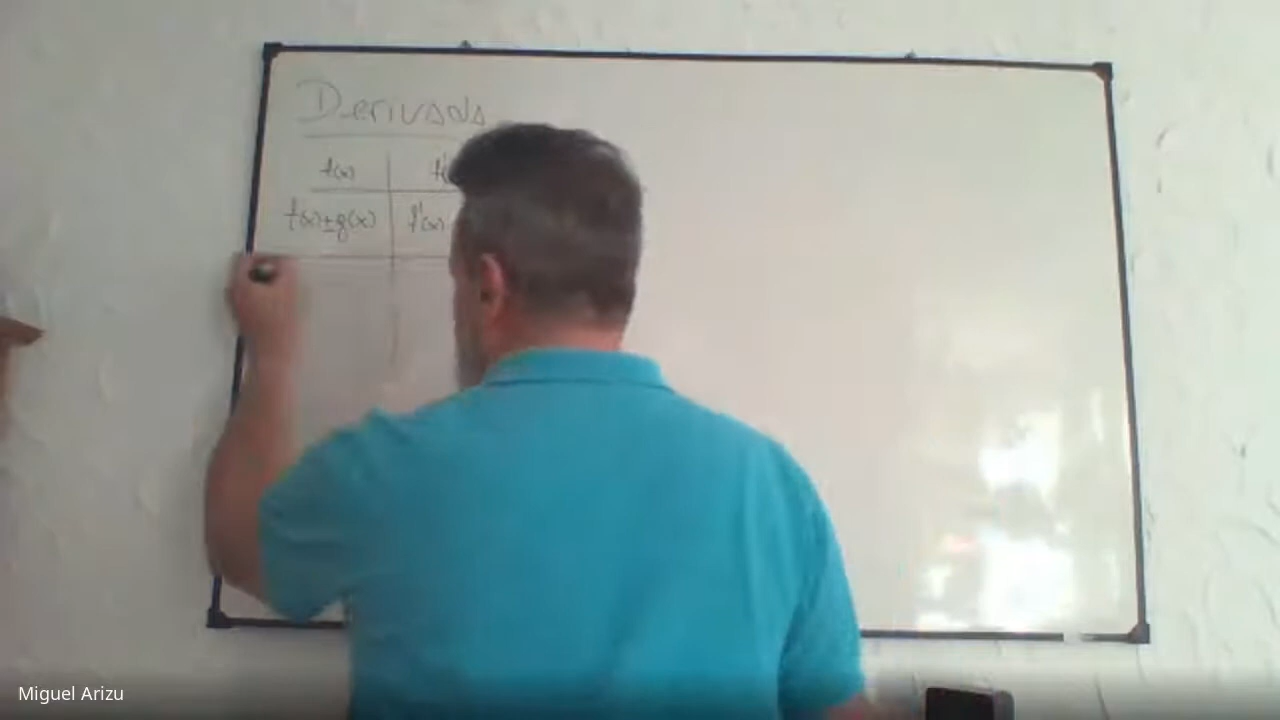 Derivada
f(x)
f(x) ± g(x) f'(x)
Miguel Arizu